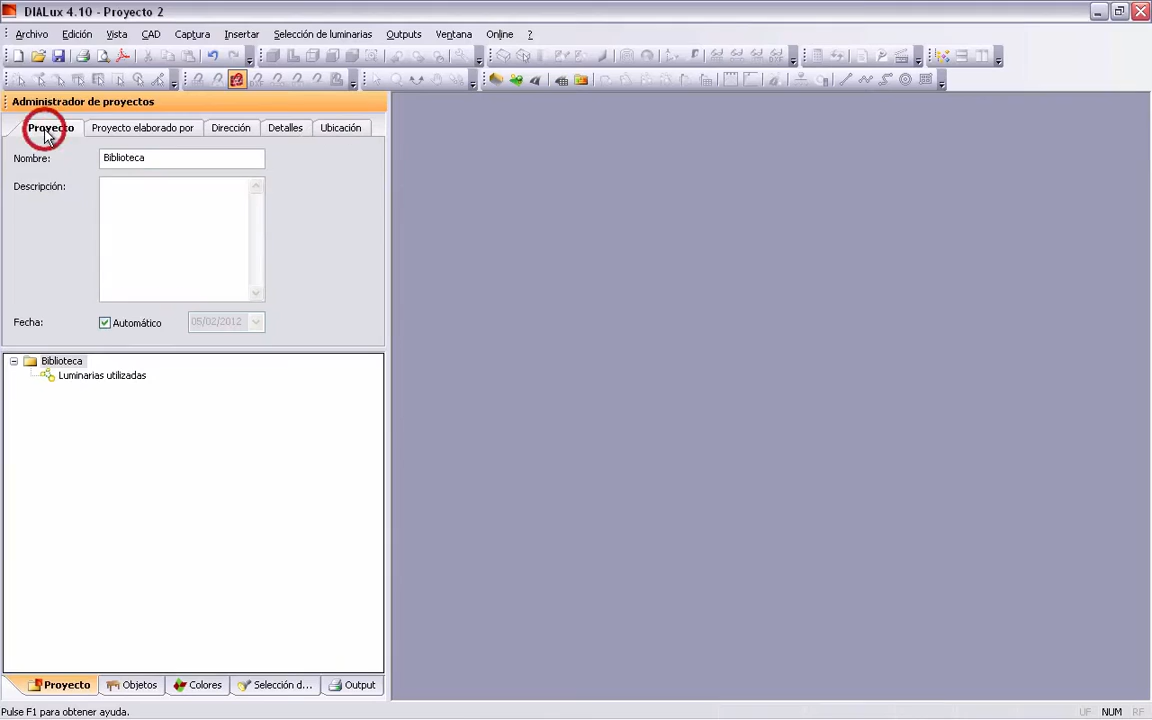 DIALux 4.10 - Proyecto 2
Archivo Edición Vista CAD Captura Insertar Selección de luminarias Outputs Ventana Online ?
Administrador de proyectos
Proyecto Proyecto elaborado por Dirección Detalles Ubicación
Nombre: Biblioteca
Descripción:
Fecha: Automático 05/02/2012
Biblioteca
Luminarias utilizadas
Proyecto Objetos Colores Selección d... Output
Pulse F1 para obtener ayuda. UF NUM RF